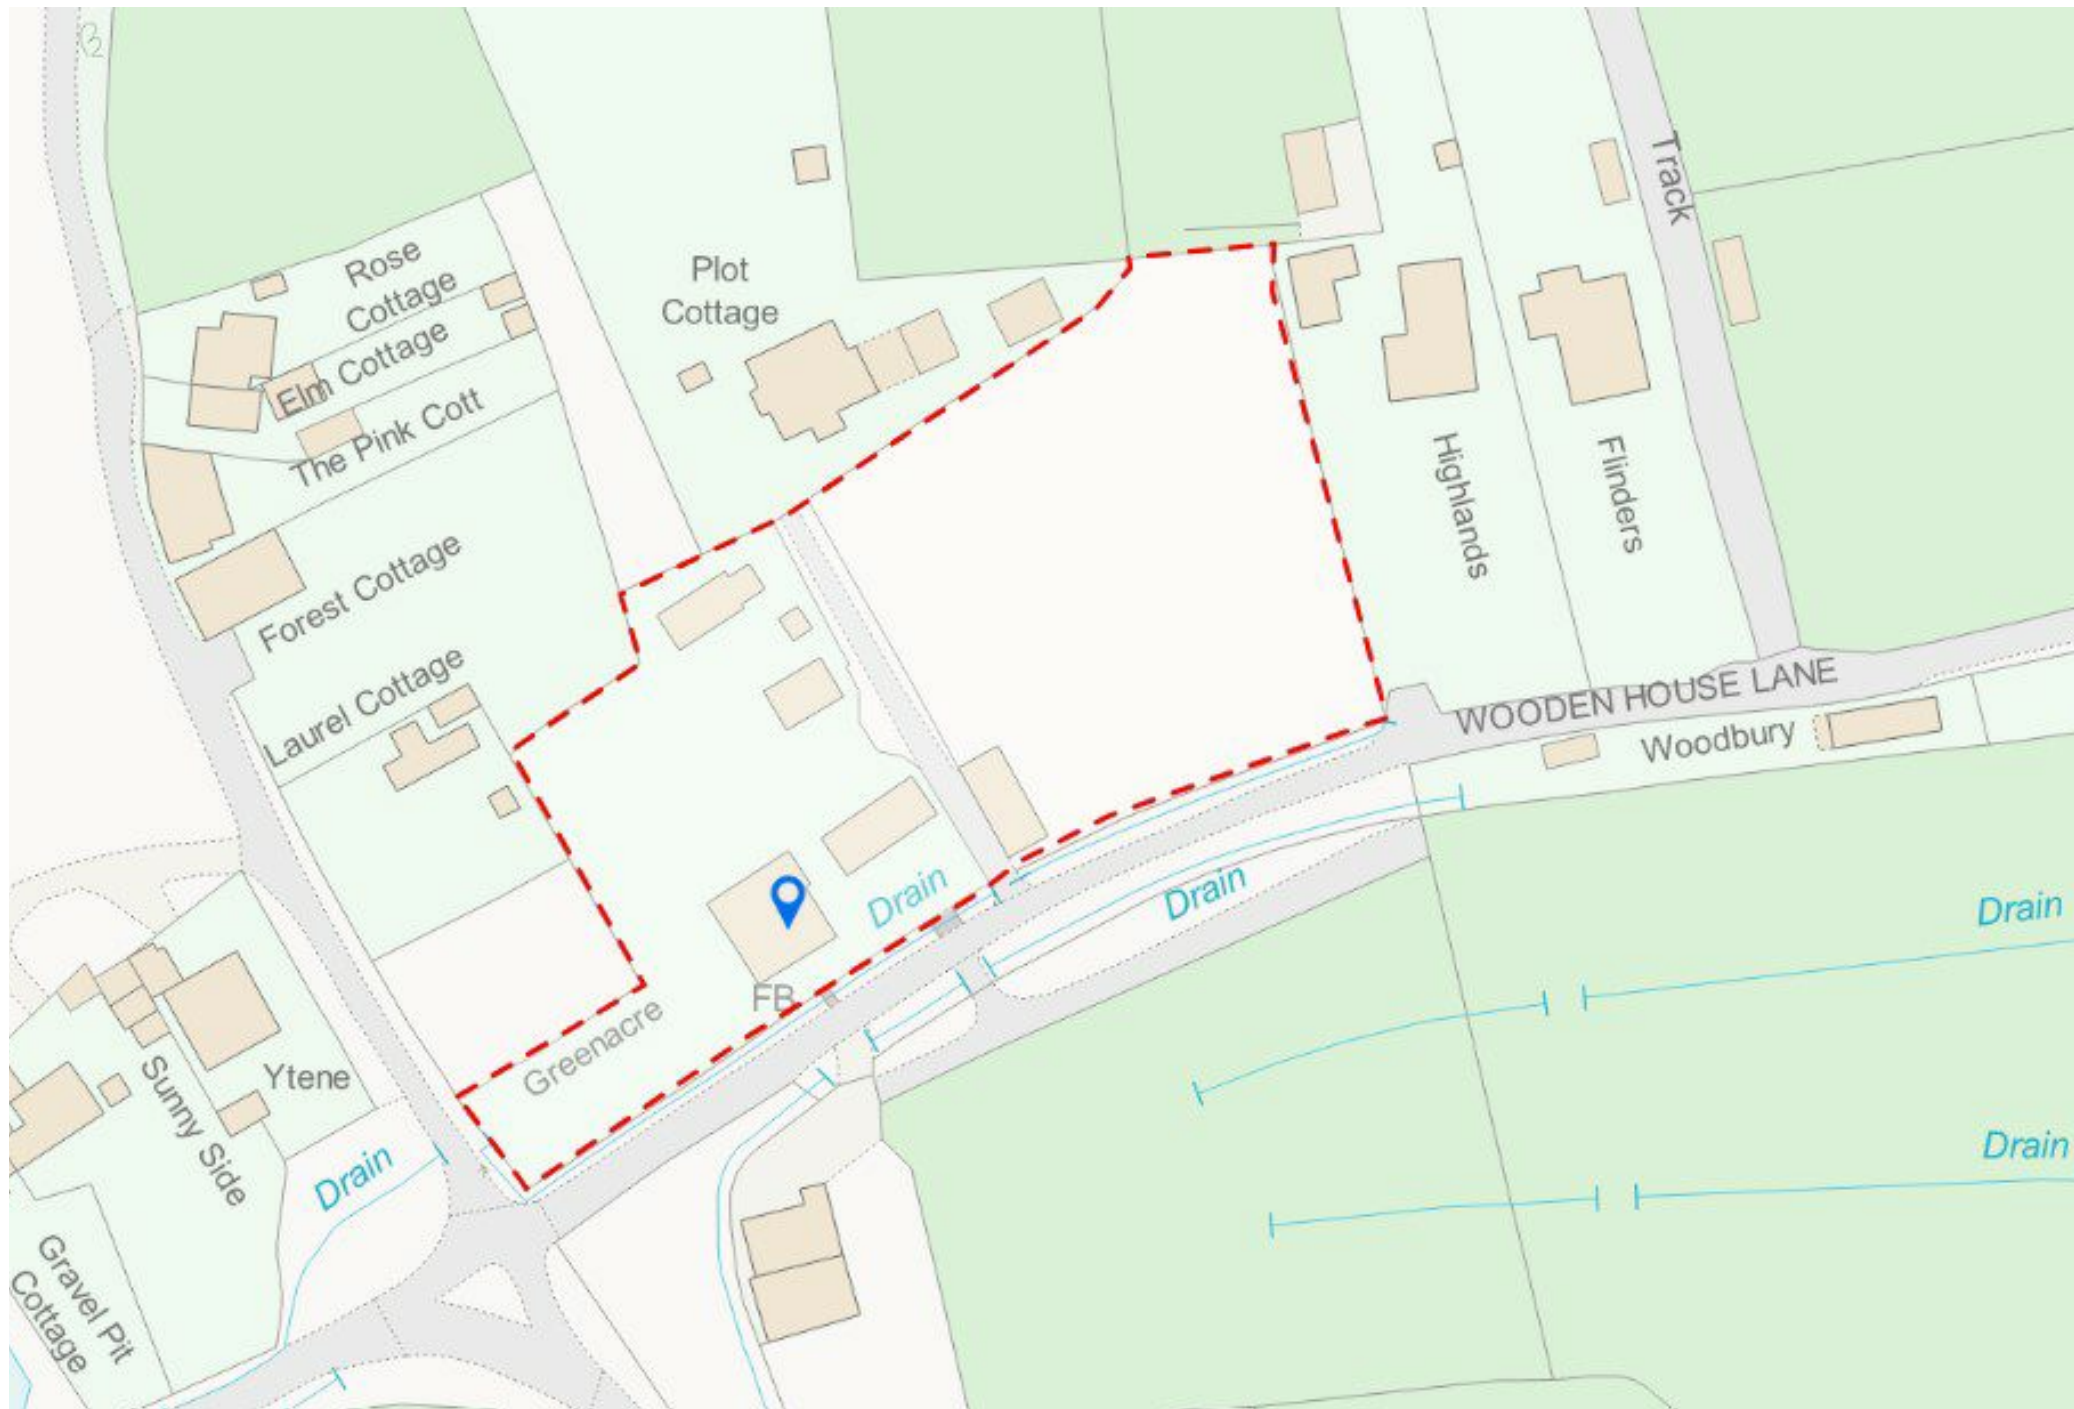 Track
Rose
Cottage
Plot
Cottage
Elm Cottage
The Pink Cott
Highlands
Flinders
Forest Cottage
Laurel Cottage
WOODEN HOUSE LANE
Woodbury
Drain
Drain
Drain
FB
Greenacre
Ytene
Sunny Side
Drain
Drain
Gravel Pit
Cottage